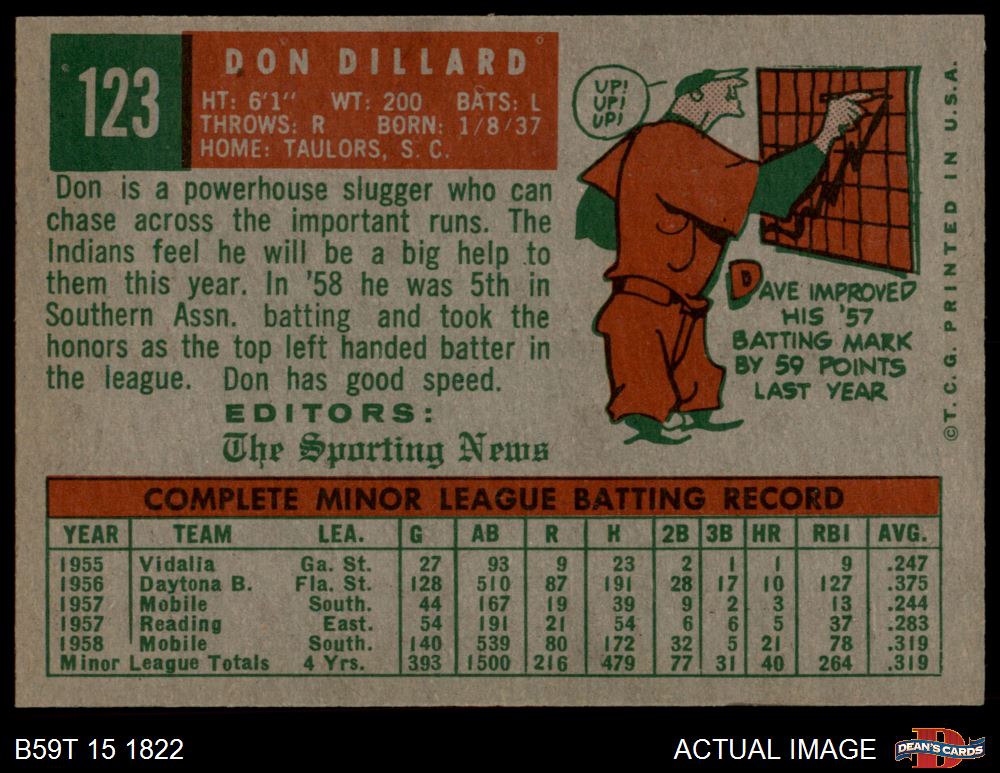 123
DON DILLARD
HT: 6'1" WT: 200 BATS: L
THROWS: R BORN: 1/8/37
HOME: TAULORS, S. C.
Don is a powerhouse slugger who can
chase across the important runs. The
Indians feel he will be a big help to
them this year. In '58 he was 5th in
Southern Assn. batting and took the
honors as the top left handed batter in
the league. Don has good speed.
EDITORS:
The Sporting News
UP!
UP!
UP!
DAVE IMPROVED
HIS '57
BATTING MARK
BY 59 POINTS
LAST YEAR
©T. C. G. PRINTED IN U.S.A.
COMPLETE MINOR LEAGUE BATTING RECORD
YEAR TEAM LEA. G AB R H 2B 3B HR RBI AVG.
1955 Vidalia Ga. St. 27 93 9 23 2 1 1 9 .247
1956 Daytona B. Fla. St. 128 510 87 191 28 17 10 127 .375
1957 Mobile South. 44 167 19 39 9 2 3 13 .244
1957 Reading East. 54 191 21 54 6 6 5 37 .283
1958 Mobile South. 140 539 80 172 32 5 21 78 .319
Minor League Totals 4 Yrs. 393 1500 216 479 77 31 40 264 .319
B59T 15 1822
ACTUAL IMAGE
D
DEAN'S CARDS